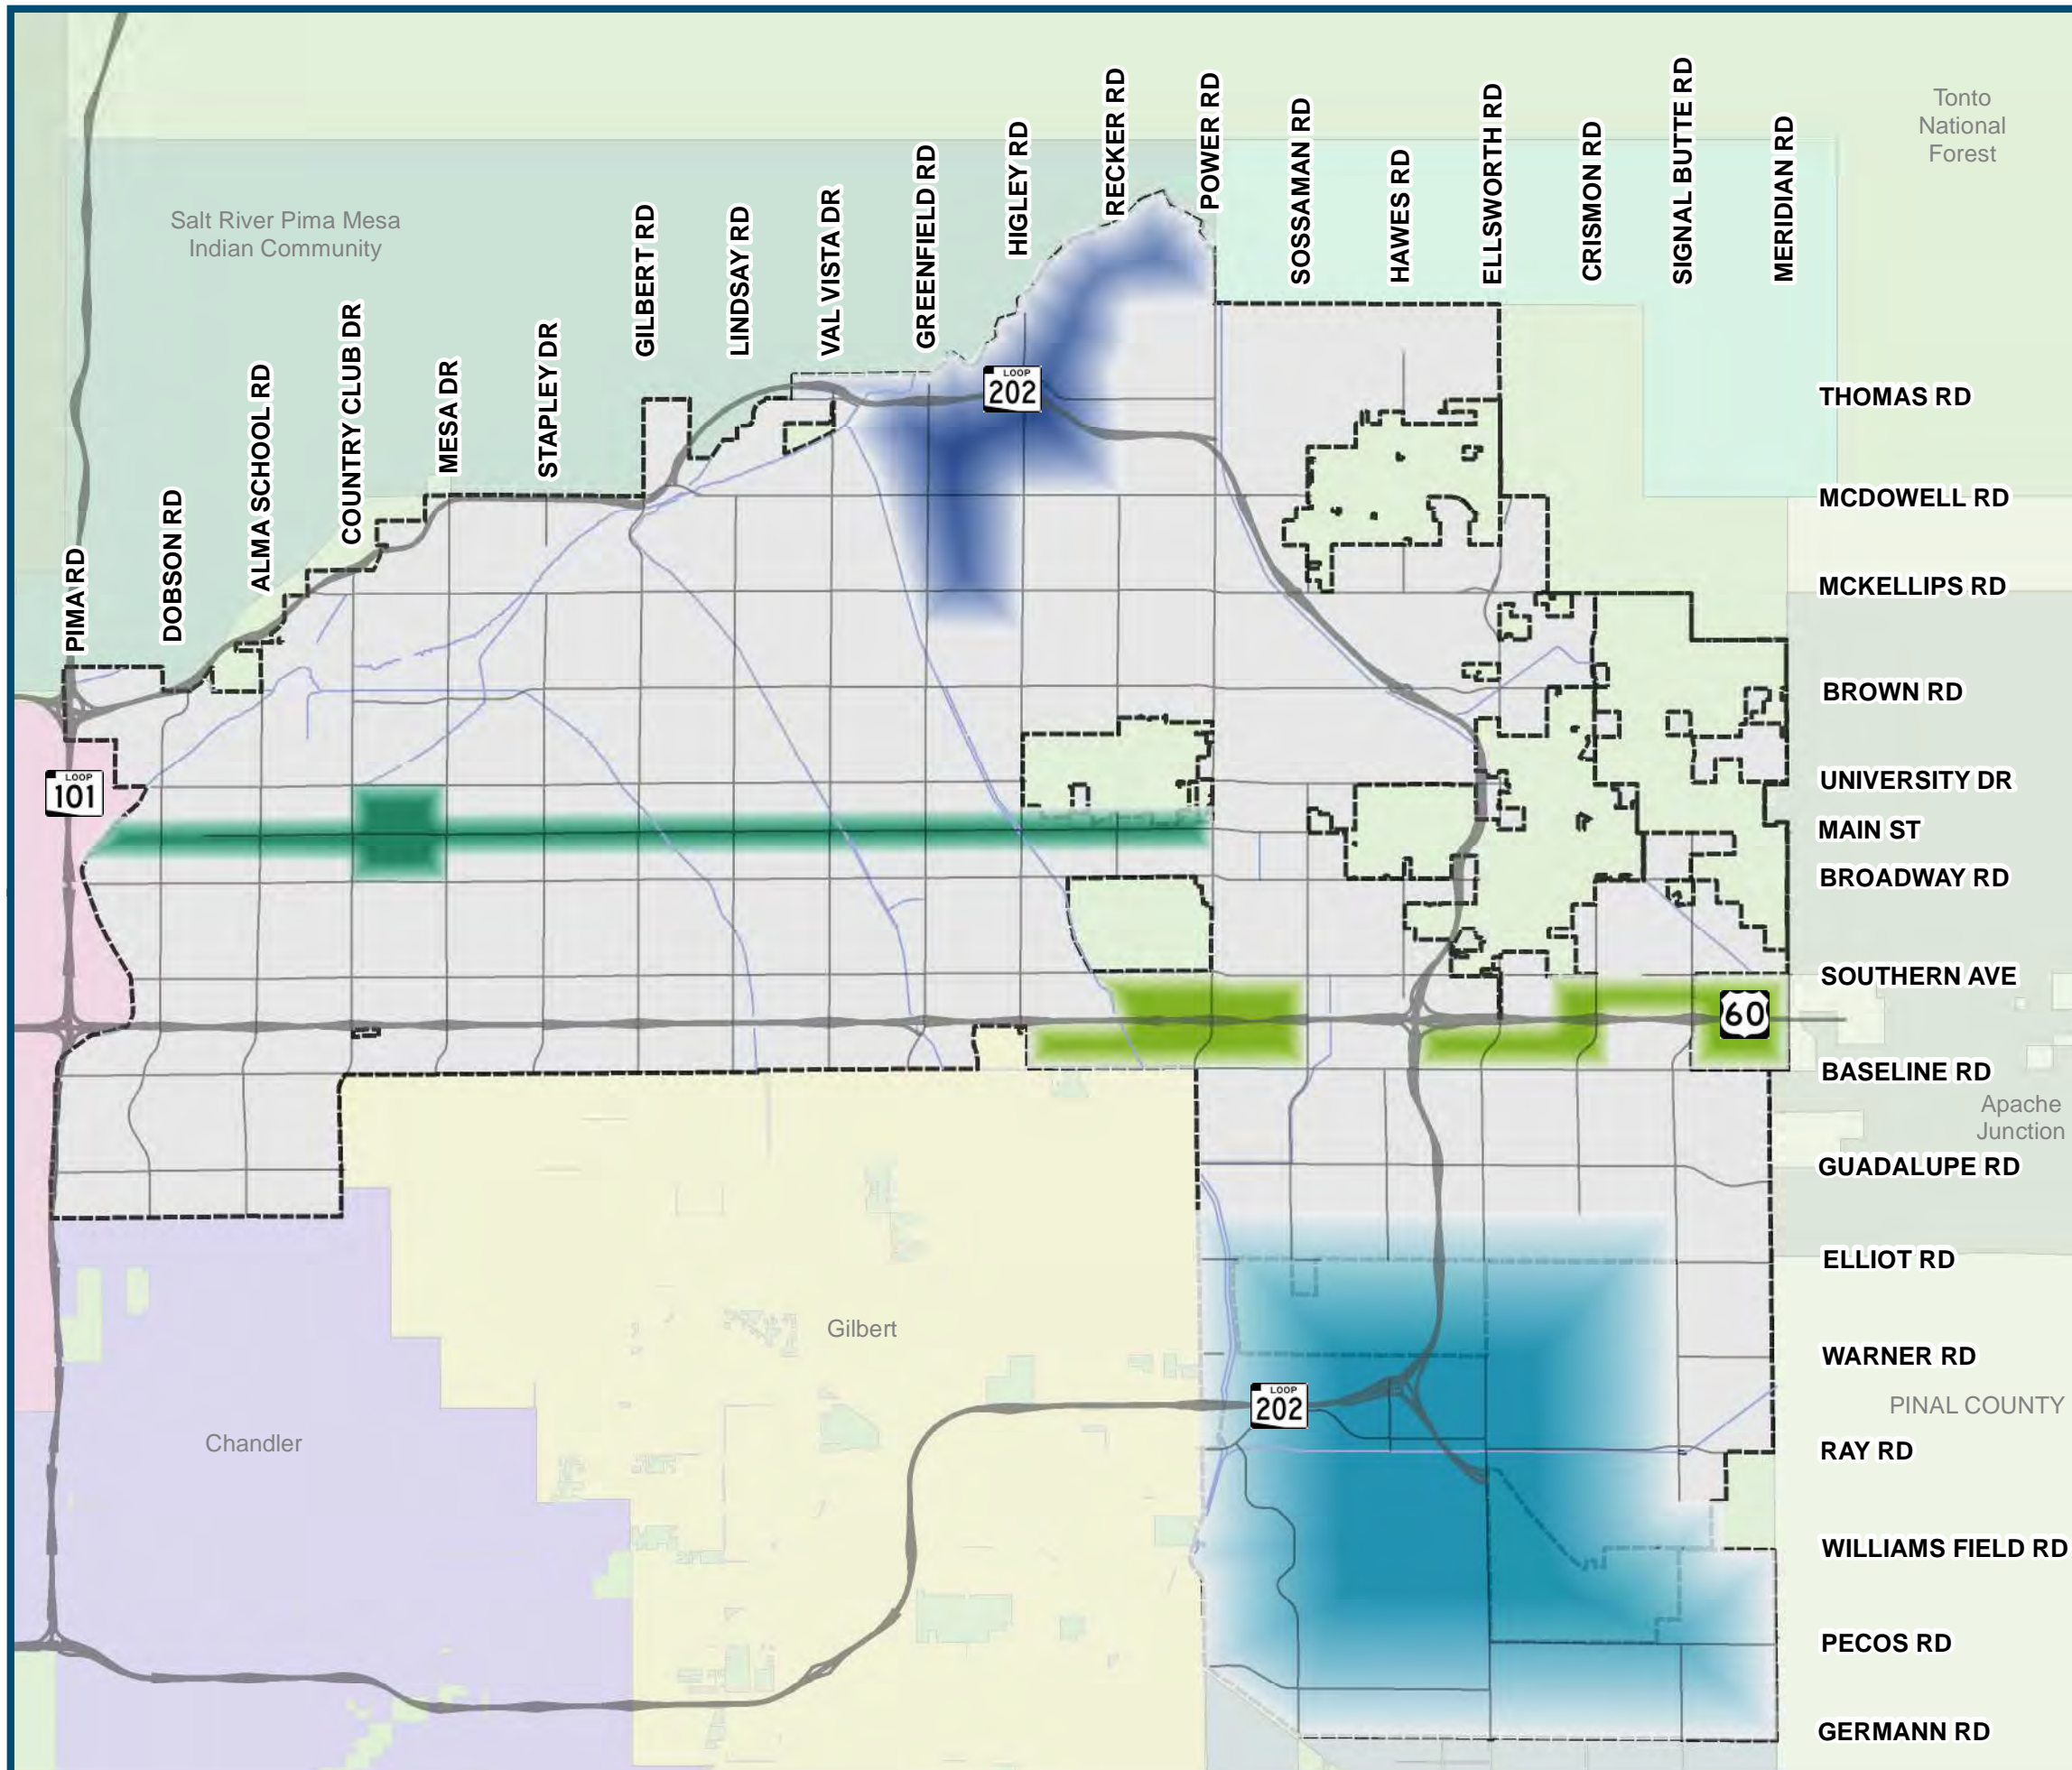 Tonto
National
Forest
Salt River Pima Mesa
Indian Community
PIMA RD
DOBSON RD
ALMA SCHOOL RD
COUNTRY CLUB DR
MESA DR
STAPLEY DR
GILBERT RD
LINDSAY RD
VAL VISTA DR
GREENFIELD RD
HIGLEY RD
RECKER RD
POWER RD
SOSSAMAN RD
HAWES RD
ELLSWORTH RD
CRISMON RD
SIGNAL BUTTE RD
MERIDIAN RD
LOOP
202
THOMAS RD
MCDOWELL RD
MCKELLIPS RD
BROWN RD
LOOP
101
UNIVERSITY DR
MAIN ST
BROADWAY RD
SOUTHERN AVE
60
BASELINE RD
Apache
Junction
GUADALUPE RD
ELLIOT RD
Gilbert
WARNER RD
LOOP
202
PINAL COUNTY
Chandler
RAY RD
WILLIAMS FIELD RD
PECOS RD
GERMANN RD